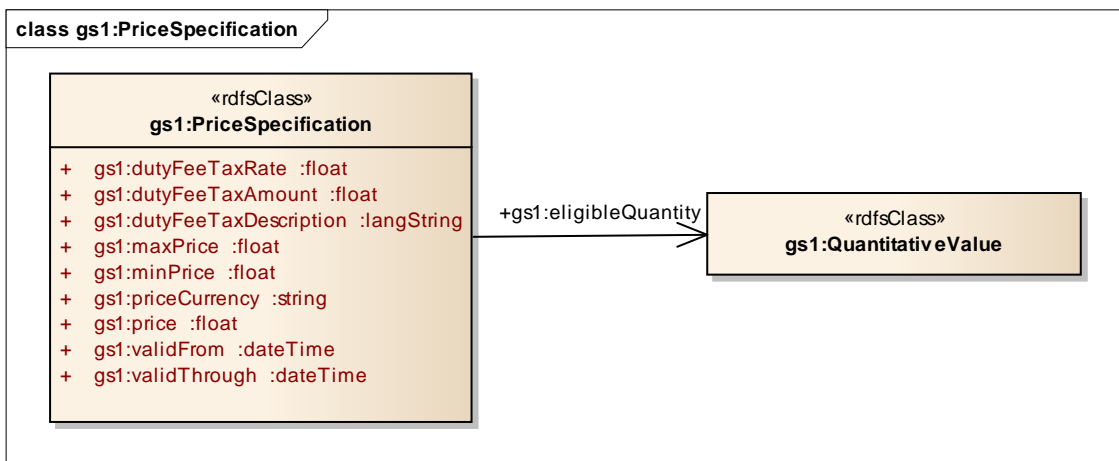 class gs1:PriceSpecification
«rdfsClass»
gs1:PriceSpecification
+ gs1:dutyFeeTaxRate :float
+ gs1:dutyFeeTaxAmount :float
+ gs1:dutyFeeTaxDescription :langString
+ gs1:maxPrice :float
+ gs1:minPrice :float
+ gs1:priceCurrency :string
+ gs1:price :float
+ gs1:validFrom :dateTime
+ gs1:validThrough :dateTime
+gs1:eligibleQuantity
«rdfsClass»
gs1:QuantitativeValue